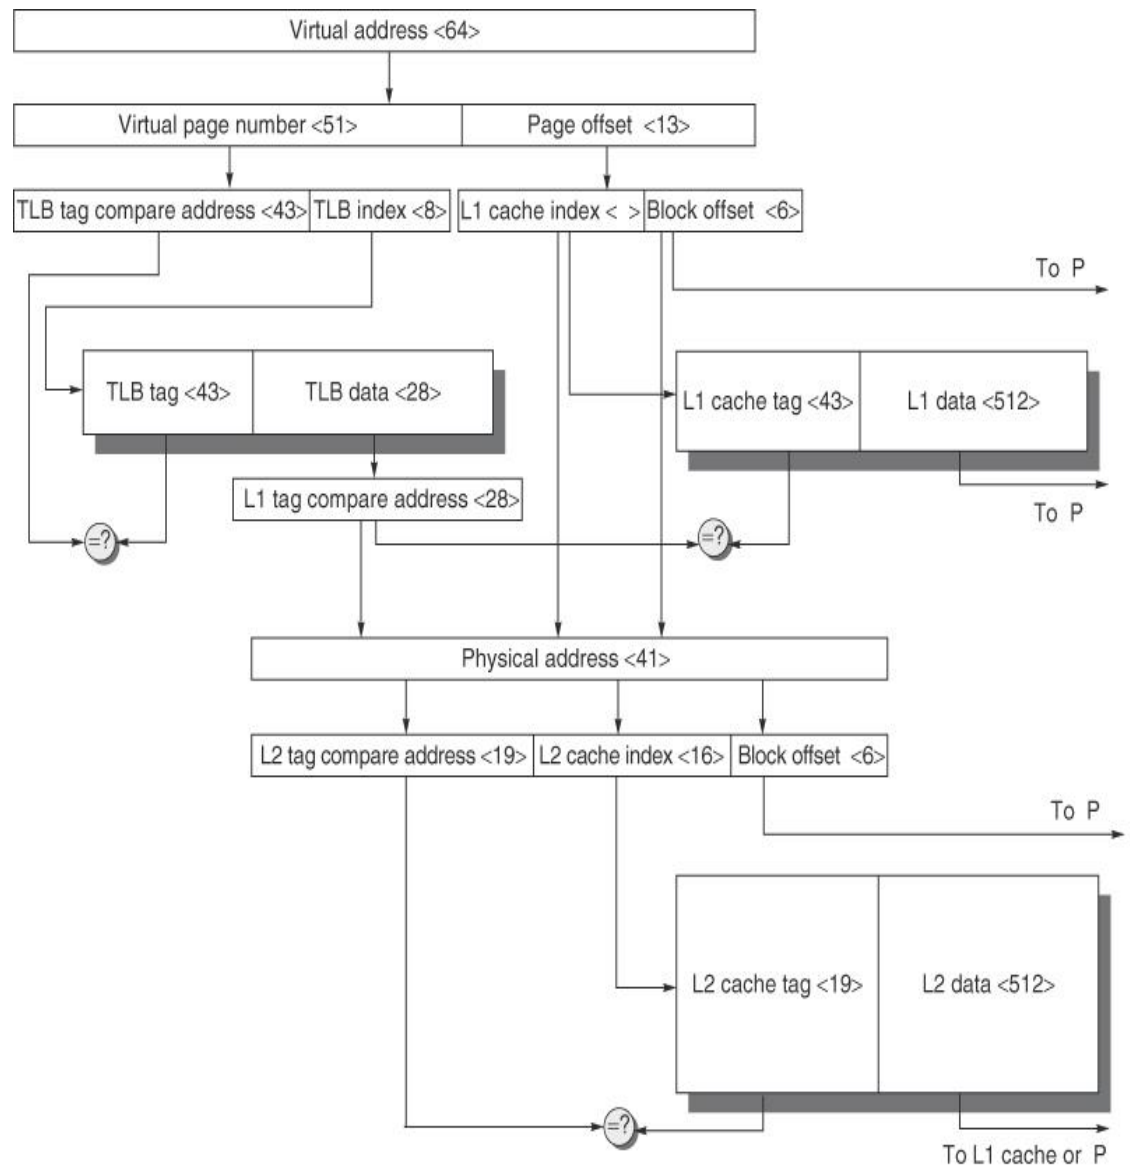 Virtual address <64>
Virtual page number <51> Page offset <13>
TLB tag compare address <43> TLB index <8> L1 cache index < > Block offset <6>
To P
TLB tag <43> TLB data <28>
L1 cache tag <43> L1 data <512>
L1 tag compare address <28>
To P
=? =?
Physical address <41>
L2 tag compare address <19> L2 cache index <16> Block offset <6>
To P
L2 cache tag <19> L2 data <512>
=?
To L1 cache or P